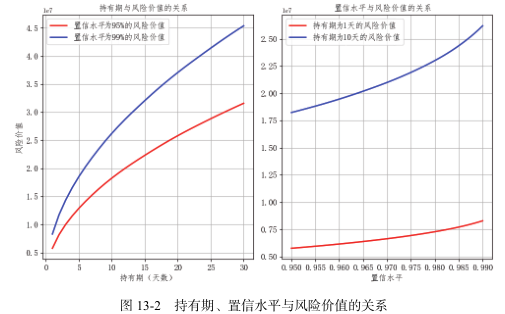 持有期与风险价值的关系
1e7
置信水平为95%的风险价值
置信水平为99%的风险价值
4.5
4.0
3.5
3.0
2.5
2.0
1.5
1.0
0.5
风险价值
0 5 10 15 20 25 30
持有期（天数）
置信水平与风险价值的关系
1e7
持有期为1天的风险价值
持有期为10天的风险价值
2.50
2.25
2.00
1.75
1.50
1.25
1.00
0.75
0.50
0.950 0.955 0.960 0.965 0.970 0.975 0.980 0.985 0.990
置信水平
图 13-2 持有期、置信水平与风险价值的关系